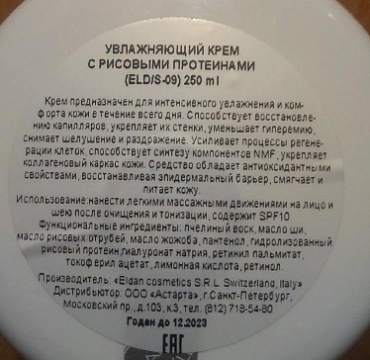 УВЛАЖНЯЮЩИЙ КРЕМ
С РИСОВЫМИ ПРОТЕИНАМИ
(ELD/S-09) 250 ml
Крем предназначен для интенсивного увлажнения и ком-
форта кожи в течение всего дня. Способствует восстановле-
нию капилляров, укрепляет их стенки, уменьшает гиперемию,
снимает шелушение и раздражение. Усиливает процессы регене-
рации клеток, способствует синтезу компонентов NMF, укрепляет
коллагеновый каркас кожи. Средство обладает антиоксидантными
свойствами, восстанавливая эпидермальный барьер, смягчает и
питает кожу.
Использование нанести легкими массажными движениями на лицо и
шею после очищения и тонизации, содержит SPF10
Функциональные ингредиенты: пчелиный воск, масло ши,
масло рисовых отрубей, масло жожоба, пантенол, гидролизованный
рисовый протеин, гиалуронат натрия, ретинил пальмитат,
токоферил ацетат, лимонная кислота, ретинол.
Производитель: «Eldan cosmetics S.R.L. Switzerland, Italy»
Дистрибьютор: ООО «Астарта», г.Санкт-Петербург,
Московский пр., д.103, к.3, тел. (812) 718-54-80
Годен до 12.2023
EAC